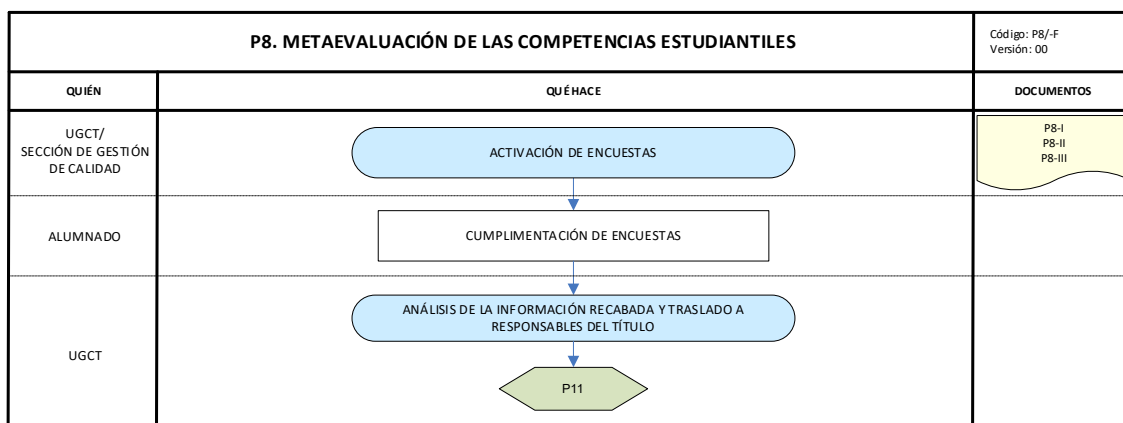 P8. METAEVALUACIÓN DE LAS COMPETENCIAS ESTUDIANTILES
Código: P8/-F
Versión: 00
QUIÉN
QUÉ HACE
DOCUMENTOS
UGCT/
SECCIÓN DE GESTIÓN
DE CALIDAD
ACTIVACIÓN DE ENCUESTAS
P8-I
P8-II
P8-III
ALUMNADO
CUMPLIMENTACIÓN DE ENCUESTAS
UGCT
ANÁLISIS DE LA INFORMACIÓN RECABADA Y TRASLADO A
RESPONSABLES DEL TÍTULO
P11